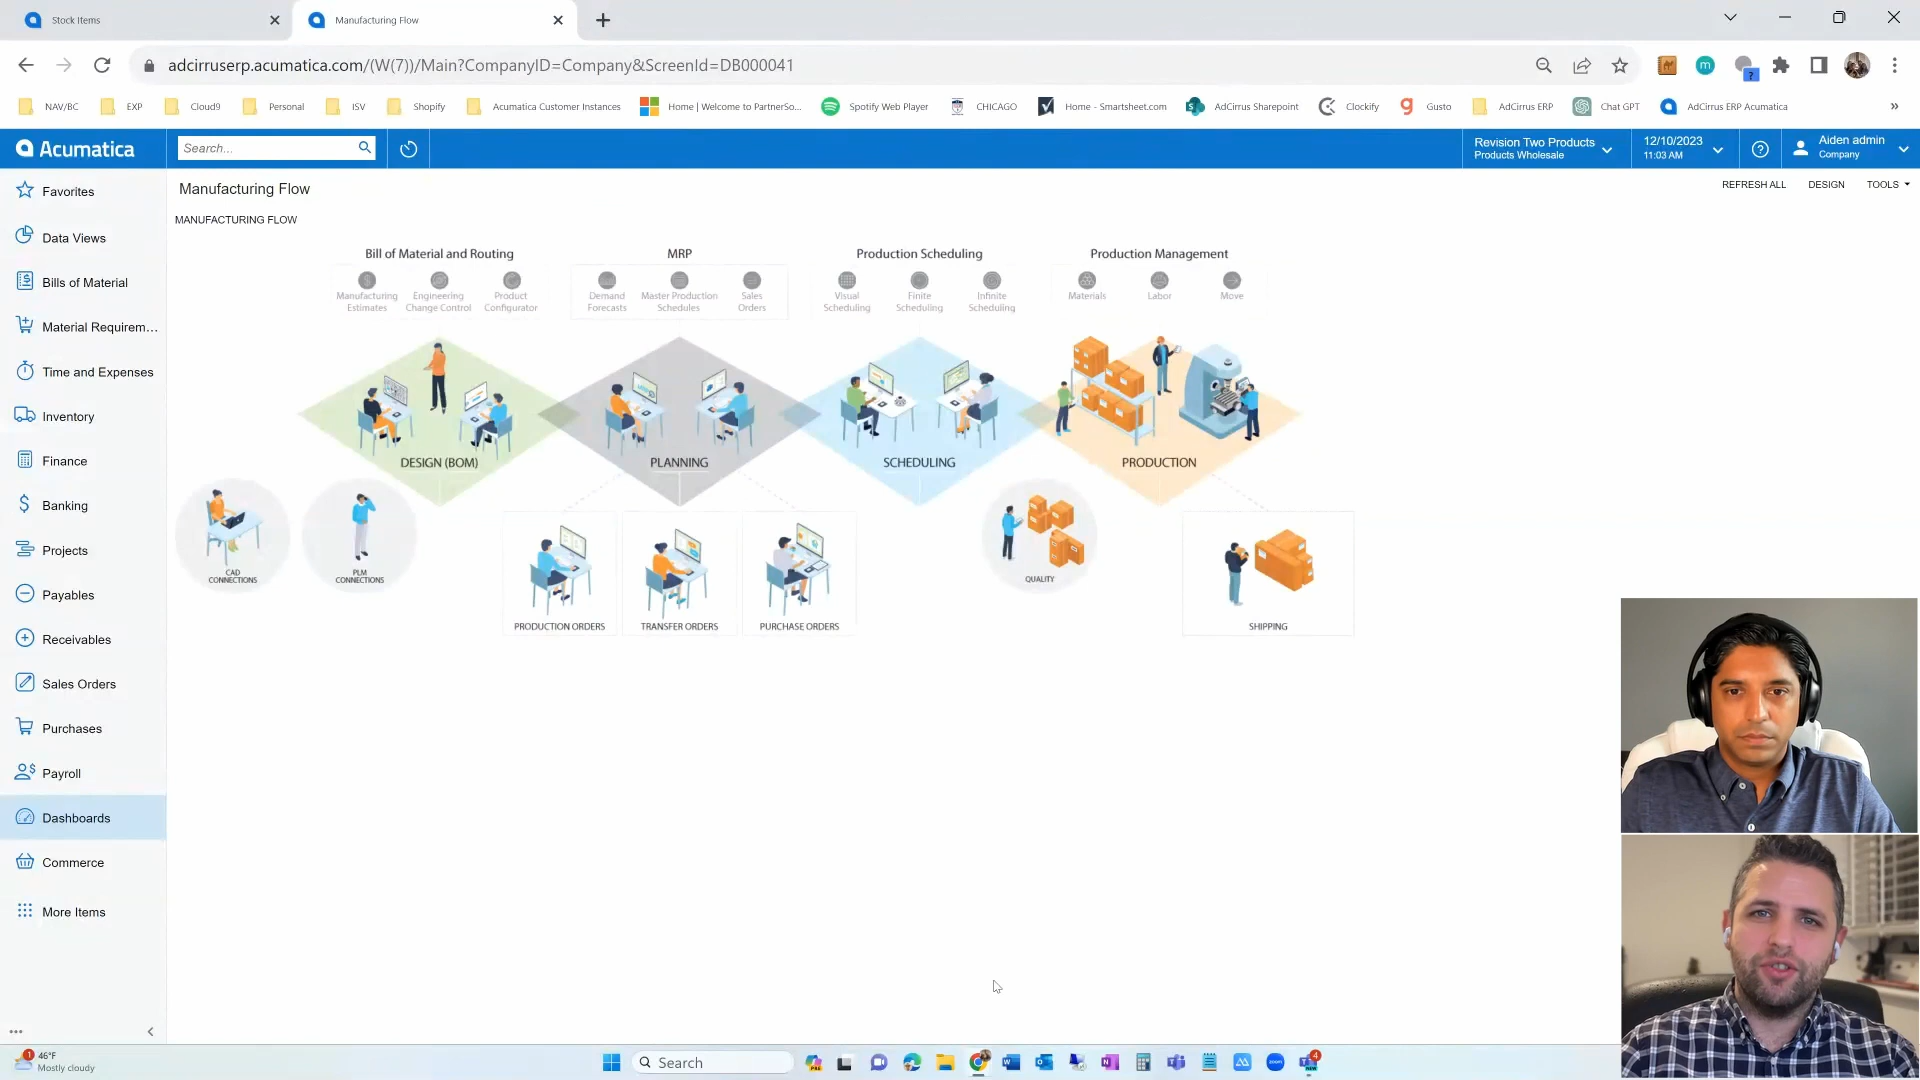 Stock Items
Manufacturing Flow
adcirruserp.acumatica.com/(W(7))/Main?CompanyID=Company&ScreenId=DB000041
NAV/BC
EXP
Cloud9
Personal
ISV
Shopify
Acumatica Customer Instances
Home | Welcome to PartnerSo...
Spotify Web Player
CHICAGO
Home - Smartsheet.com
AdCirrus Sharepoint
Clockify
Gusto
AdCirrus ERP
Chat GPT
AdCirrus ERP Acumatica
Acumatica
Search...
Revision Two Products
Products Wholesale
12/10/2023
11:03 AM
Aiden admin
Company
Favorites
Data Views
Bills of Material
Material Requirem...
Time and Expenses
Inventory
Finance
Banking
Projects
Payables
Receivables
Sales Orders
Purchases
Payroll
Dashboards
Commerce
More Items
Manufacturing Flow
REFRESH ALL
DESIGN
TOOLS
MANUFACTURING FLOW
Bill of Material and Routing
Manufacturing
Estimates
Engineering
Change Control
Product
Configurator
MRP
Demand
Forecasts
Master Production
Schedules
Sales
Orders
Production Scheduling
Visual
Scheduling
Finite
Scheduling
Infinite
Scheduling
Production Management
Materials
Labor
Move
DESIGN (BOM)
PLANNING
SCHEDULING
PRODUCTION
CAD
CONNECTIONS
PLM
CONNECTIONS
PRODUCTION ORDERS
TRANSFER ORDERS
PURCHASE ORDERS
QUALITY
SHIPPING
1
46°F
Mostly cloudy
Search
4